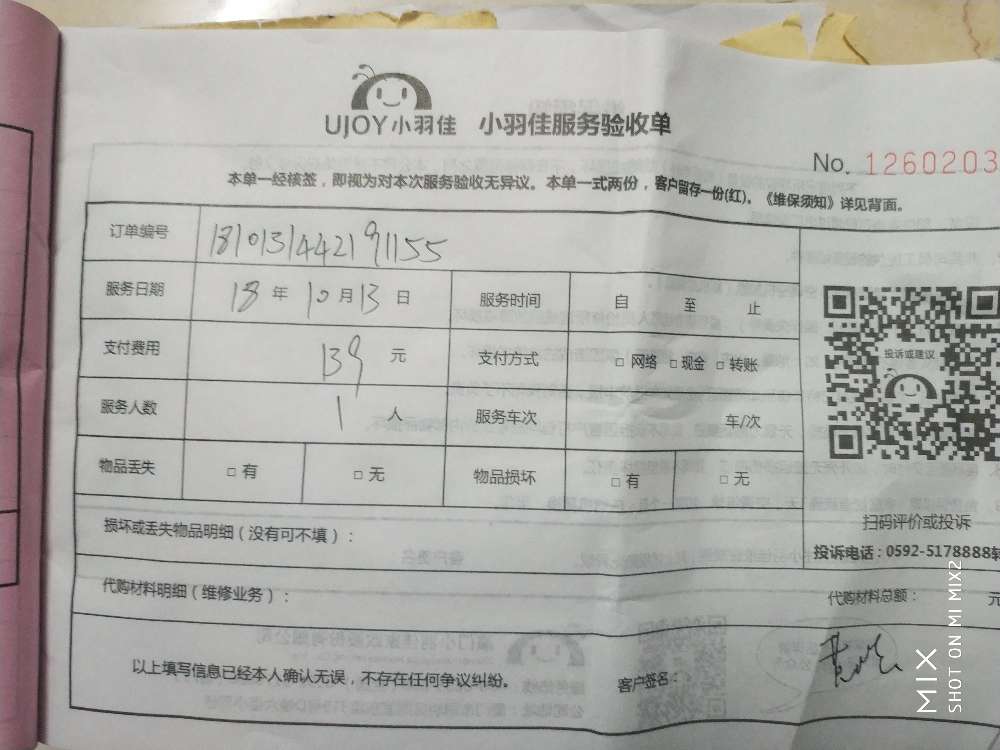 UJOY小羽佳 小羽佳服务验收单
No. 1260203
本单一经核签，即视为对本次服务验收无异议。本单一式两份，客户留存一份(红)。《维保须知》详见背面。
订单编号 1810131442191155
服务日期 18 年 10 月 13 日 服务时间 自 至 止
支付费用 139 元 支付方式 □ 网络 □ 现金 □ 转账
投诉或建议
服务人数 1 人 服务车次 车/次
物品丢失 □ 有 □ 无 物品损坏 □ 有 □ 无
扫码评价或投诉
损坏或丢失物品明细（没有可不填）：
投诉电话：0592-5178888转
代购材料明细（维修业务）： 代购材料总额： 元
以上填写信息已经本人确认无误，不存在任何争议纠纷。 客户签名：
MIX
SHOT ON MI MIX2